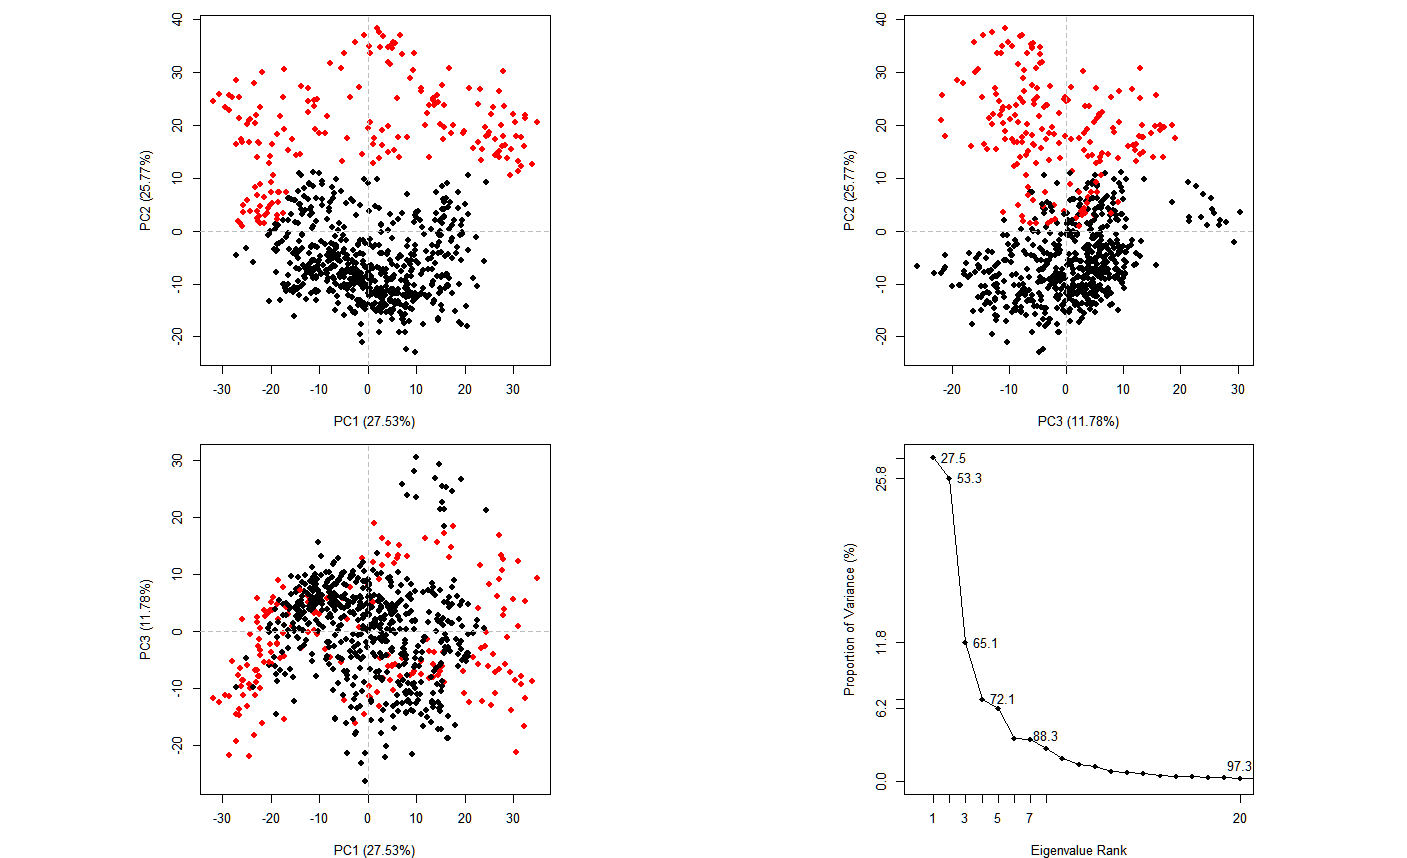 40
30
20
10
0
-10
-20
PC2 (25.77%)
-30 -20 -10 0 10 20 30
PC1 (27.53%)
40
30
20
10
0
-10
-20
PC2 (25.77%)
-20 -10 0 10 20 30
PC3 (11.78%)
30
20
10
0
-10
-20
PC3 (11.78%)
-30 -20 -10 0 10 20 30
PC1 (27.53%)
25.8
11.8
6.2
0.0
Proportion of Variance (%)
27.5
53.3
65.1
72.1
88.3
97.3
1 3 5 7 20
Eigenvalue Rank